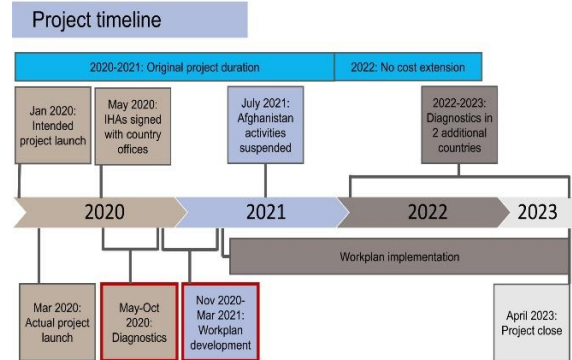 Project timeline
2020-2021: Original project duration
2022: No cost extension
Jan 2020:
Intended
project launch
May 2020:
IHAs signed
with country
offices
July 2021:
Afghanistan
activities
suspended
2022-2023:
Diagnostics in
2 additional
countries
2020
2021
2022
2023
Workplan implementation
Mar 2020:
Actual project
launch
May-Oct
2020:
Diagnostics
Nov 2020-
Mar 2021:
Workplan
development
April 2023:
Project close